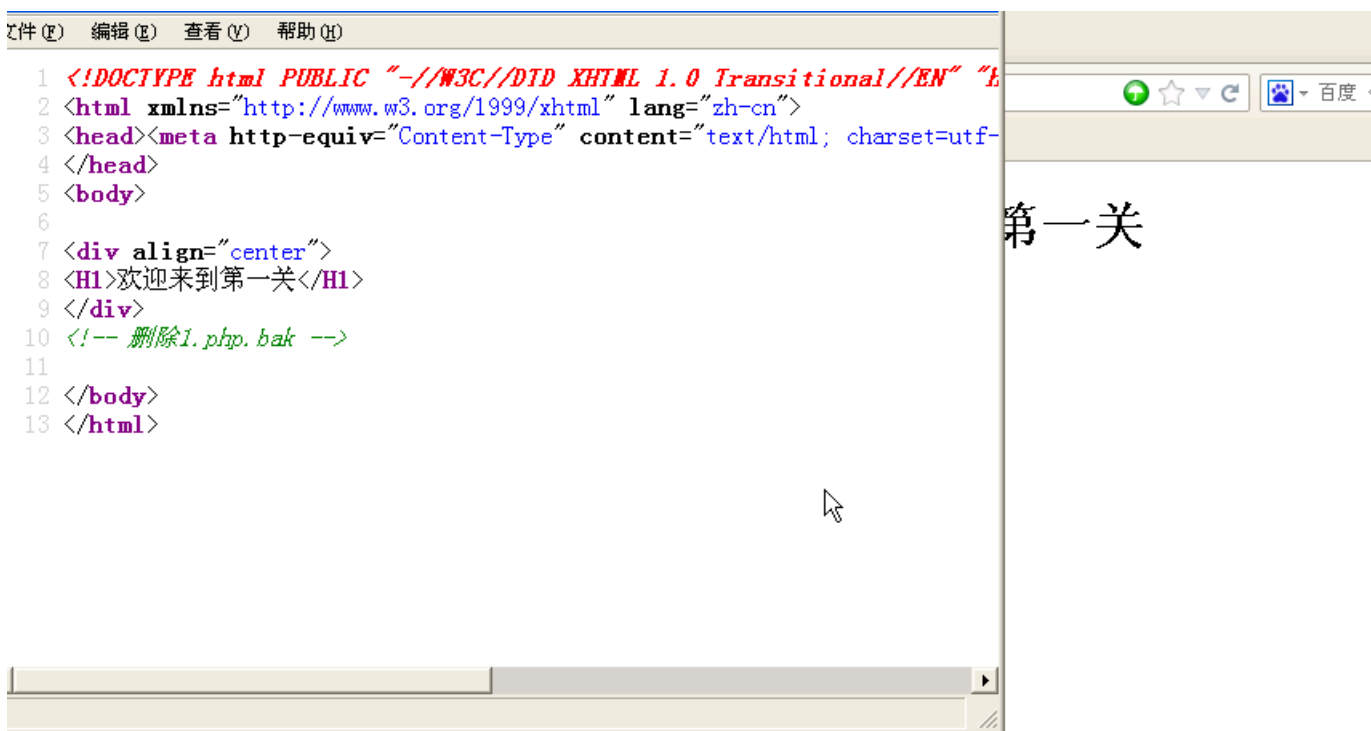 文件(F) 编辑(E) 查看(V) 帮助(H)
1 <!DOCTYPE html PUBLIC "-//W3C//DTD XHTML 1.0 Transitional//EN" "h
2 <html xmlns="http://www.w3.org/1999/xhtml" lang="zh-cn">
3 <head><meta http-equiv="Content-Type" content="text/html; charset=utf-
4 </head>
5 <body>
6
7 <div align="center">
8 <H1>欢迎来到第一关</H1>
9 </div>
10 <!-- 删除1.php.bak -->
11
12 </body>
13 </html>
百度
第一关